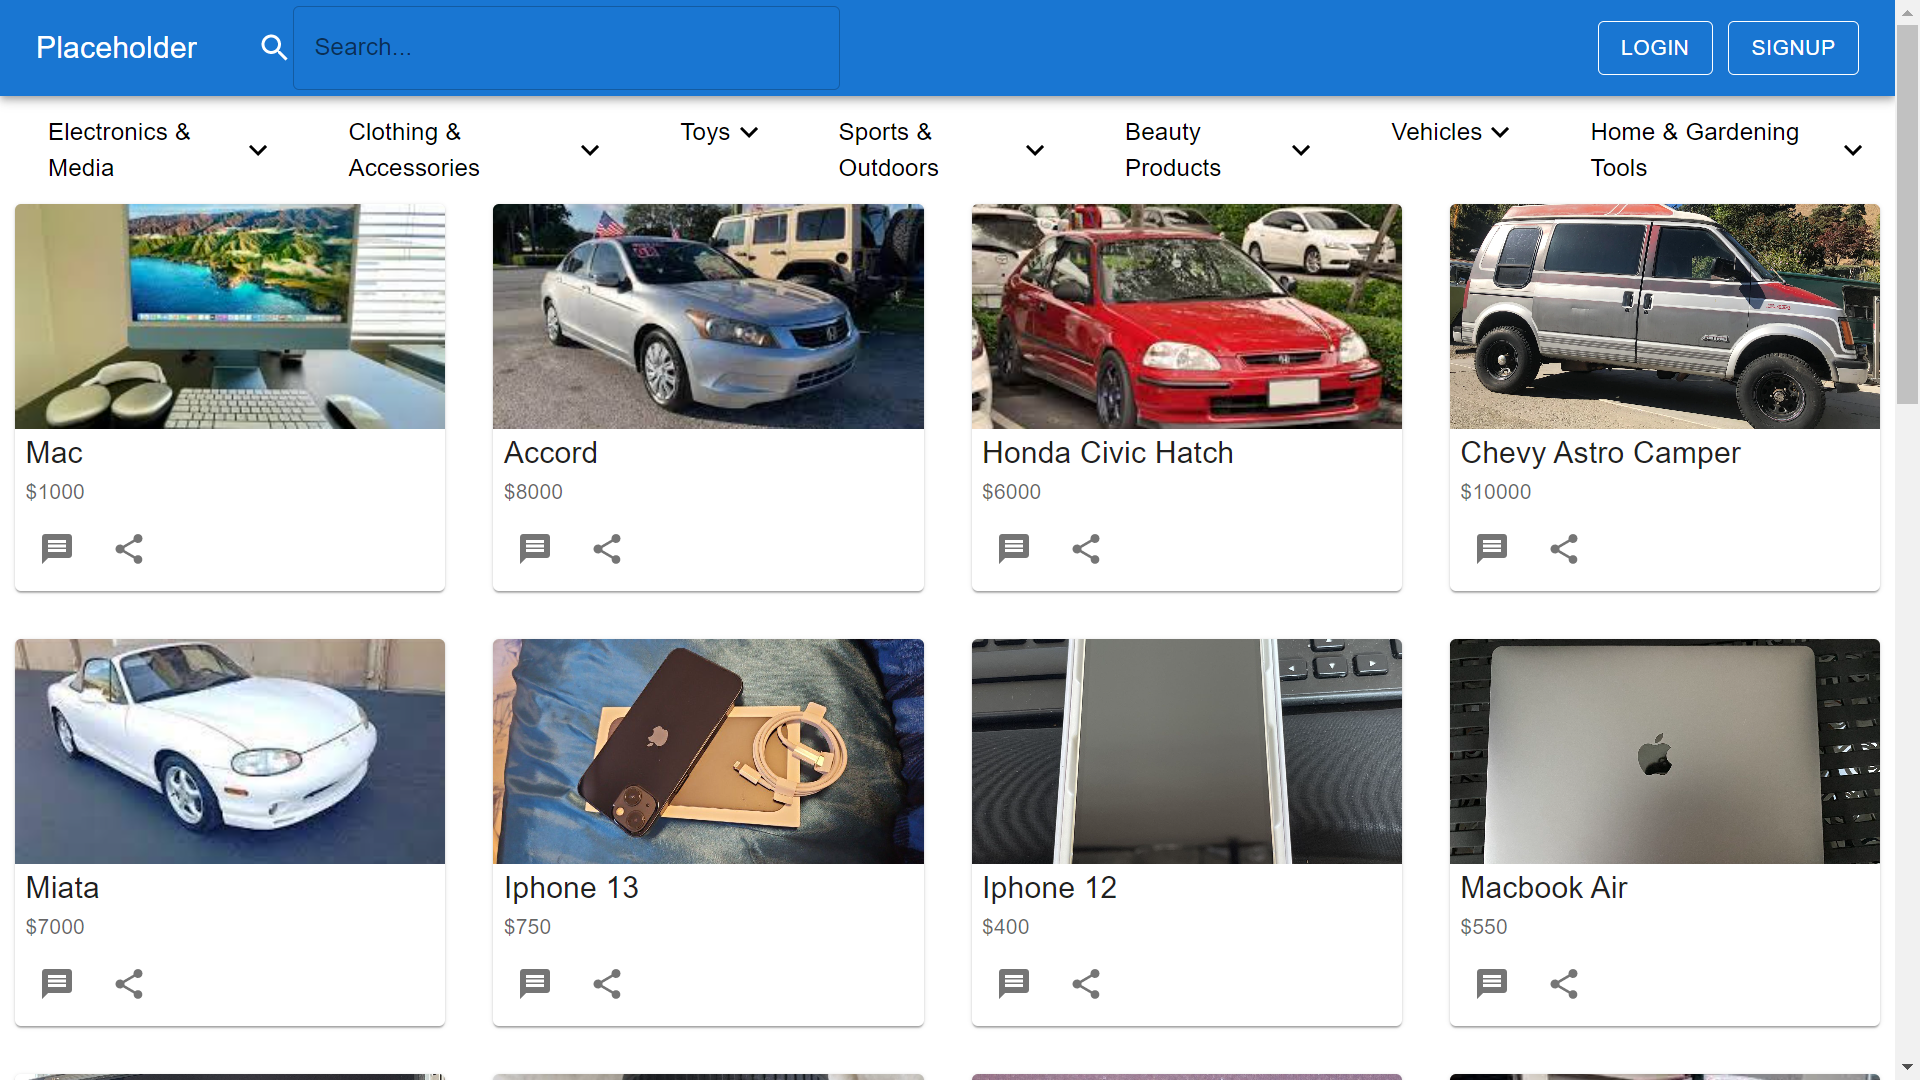 Placeholder
Search...
LOGIN
SIGNUP
Electronics &
Media
Clothing &
Accessories
Toys
Sports &
Outdoors
Beauty
Products
Vehicles
Home & Gardening
Tools
Mac
$1000
Accord
$8000
Honda Civic Hatch
$6000
Chevy Astro Camper
$10000
Miata
$7000
Iphone 13
$750
Iphone 12
$400
Macbook Air
$550